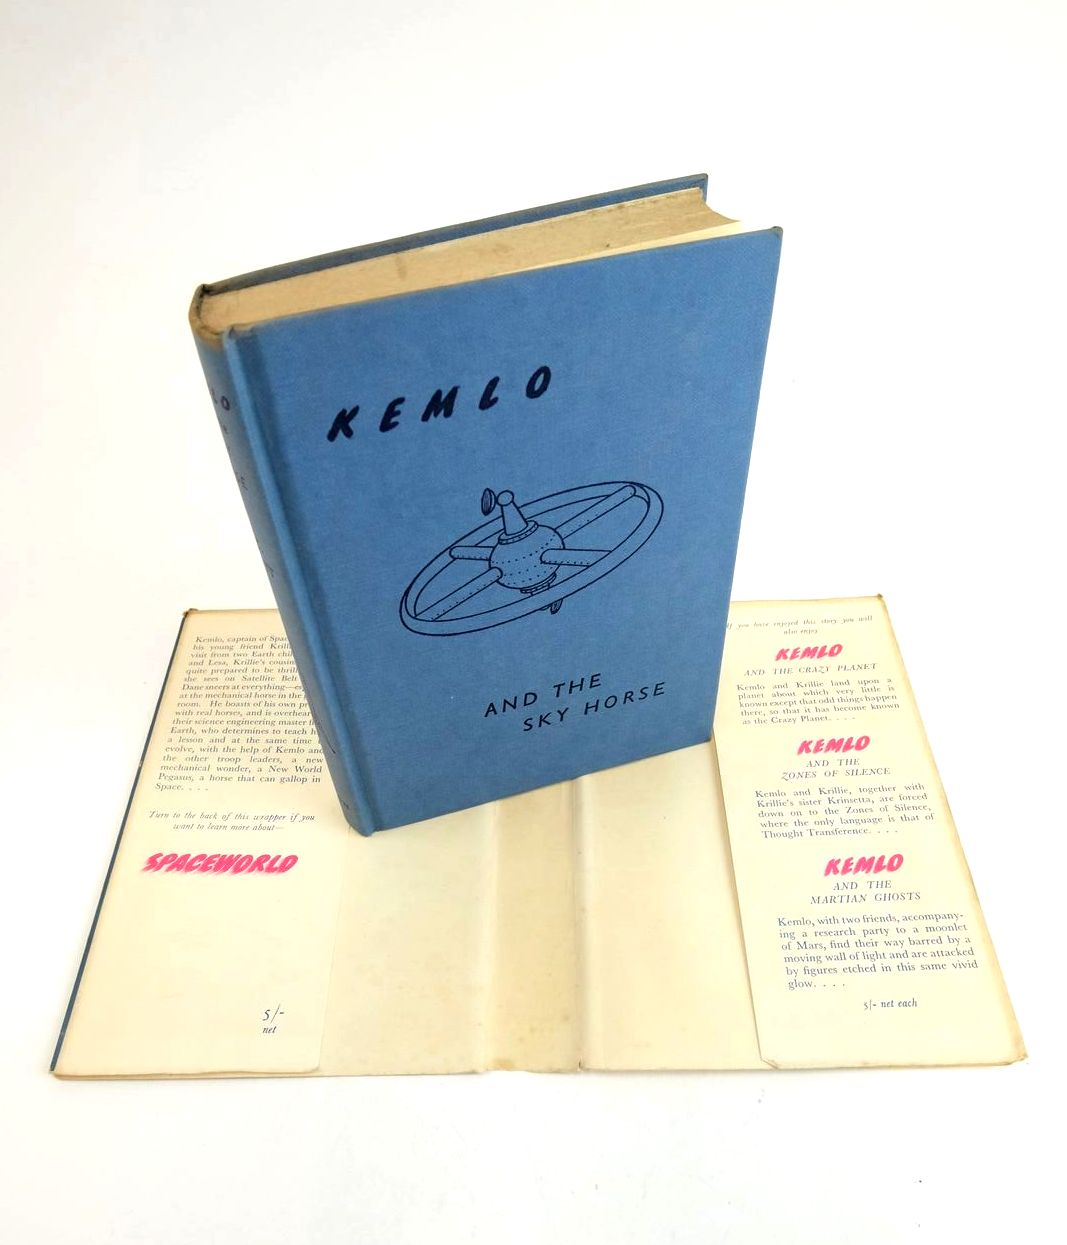 KEMLO
AND THE
SKY HORSE
LO
Kemlo, captain of
his young friend
visit from two Earth
and Lesa, Krillie's
quite prepared to be
she sees on Satellite Belt
Dane sneers at everything—
at the mechanical horse in the
room. He boasts of his own
with real horses, and is
their science engineering master
Earth, who determines to teach
a lesson and at the same time
evolve, with the help of Kemlo and
the other troop leaders, a new
mechanical wonder, a New World
Pegasus, a horse that can gallop in
Space. . . .
Turn to the back of this wrapper if you
want to learn more about—
SPACEWORLD
5/-
net
If you have enjoyed this story you will
also enjoy
KEMLO
AND THE CRAZY PLANET
Kemlo and Krillie land upon a
planet about which very little is
known except that odd things happen
there, so that it has become known
as the Crazy Planet. . . .
KEMLO
AND THE
ZONES OF SILENCE
Kemlo and Krillie, together with
Krillie's sister Krinsetta, are forced
down on to the Zones of Silence,
where the only language is that of
Thought Transference. . . .
KEMLO
AND THE
MARTIAN GHOSTS
Kemlo, with two friends, accompany-
ing a research party to a moonlet
of Mars, find their way barred by a
moving wall of light and are attacked
by figures etched in this same vivid
glow. . . .
5/- net each